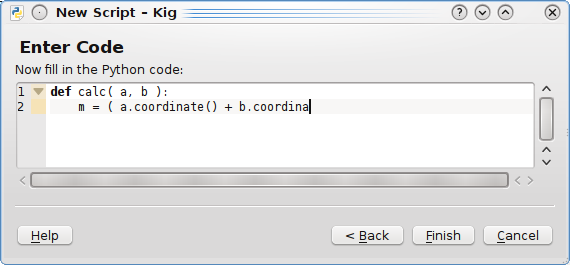 New Script – Kig
Enter Code
Now fill in the Python code:
1 def calc( a, b ):
2 m = ( a.coordinate() + b.coordina
Help < Back Finish Cancel